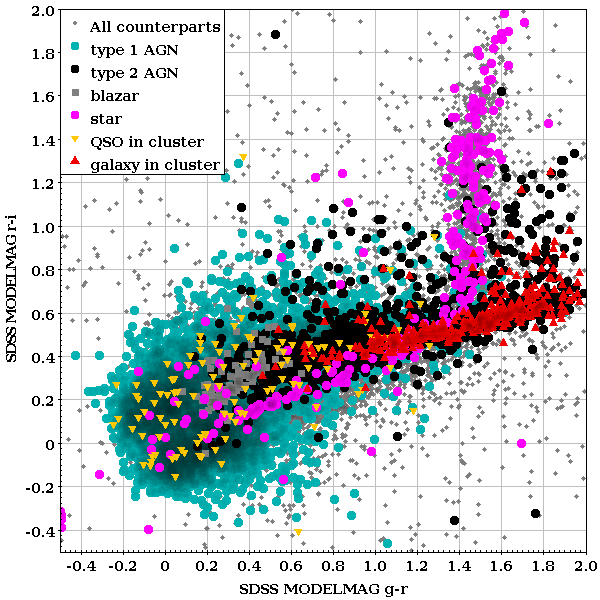 2.0
All counterparts
type 1 AGN
type 2 AGN
blazar
star
QSO in cluster
galaxy in cluster
1.8
1.6
1.4
1.2
1.0
0.8
0.6
0.4
0.2
0
-0.2
-0.4
SDSS MODELMAG r-i
-0.4 -0.2 0 0.2 0.4 0.6 0.8 1.0 1.2 1.4 1.6 1.8 2.0
SDSS MODELMAG g-r